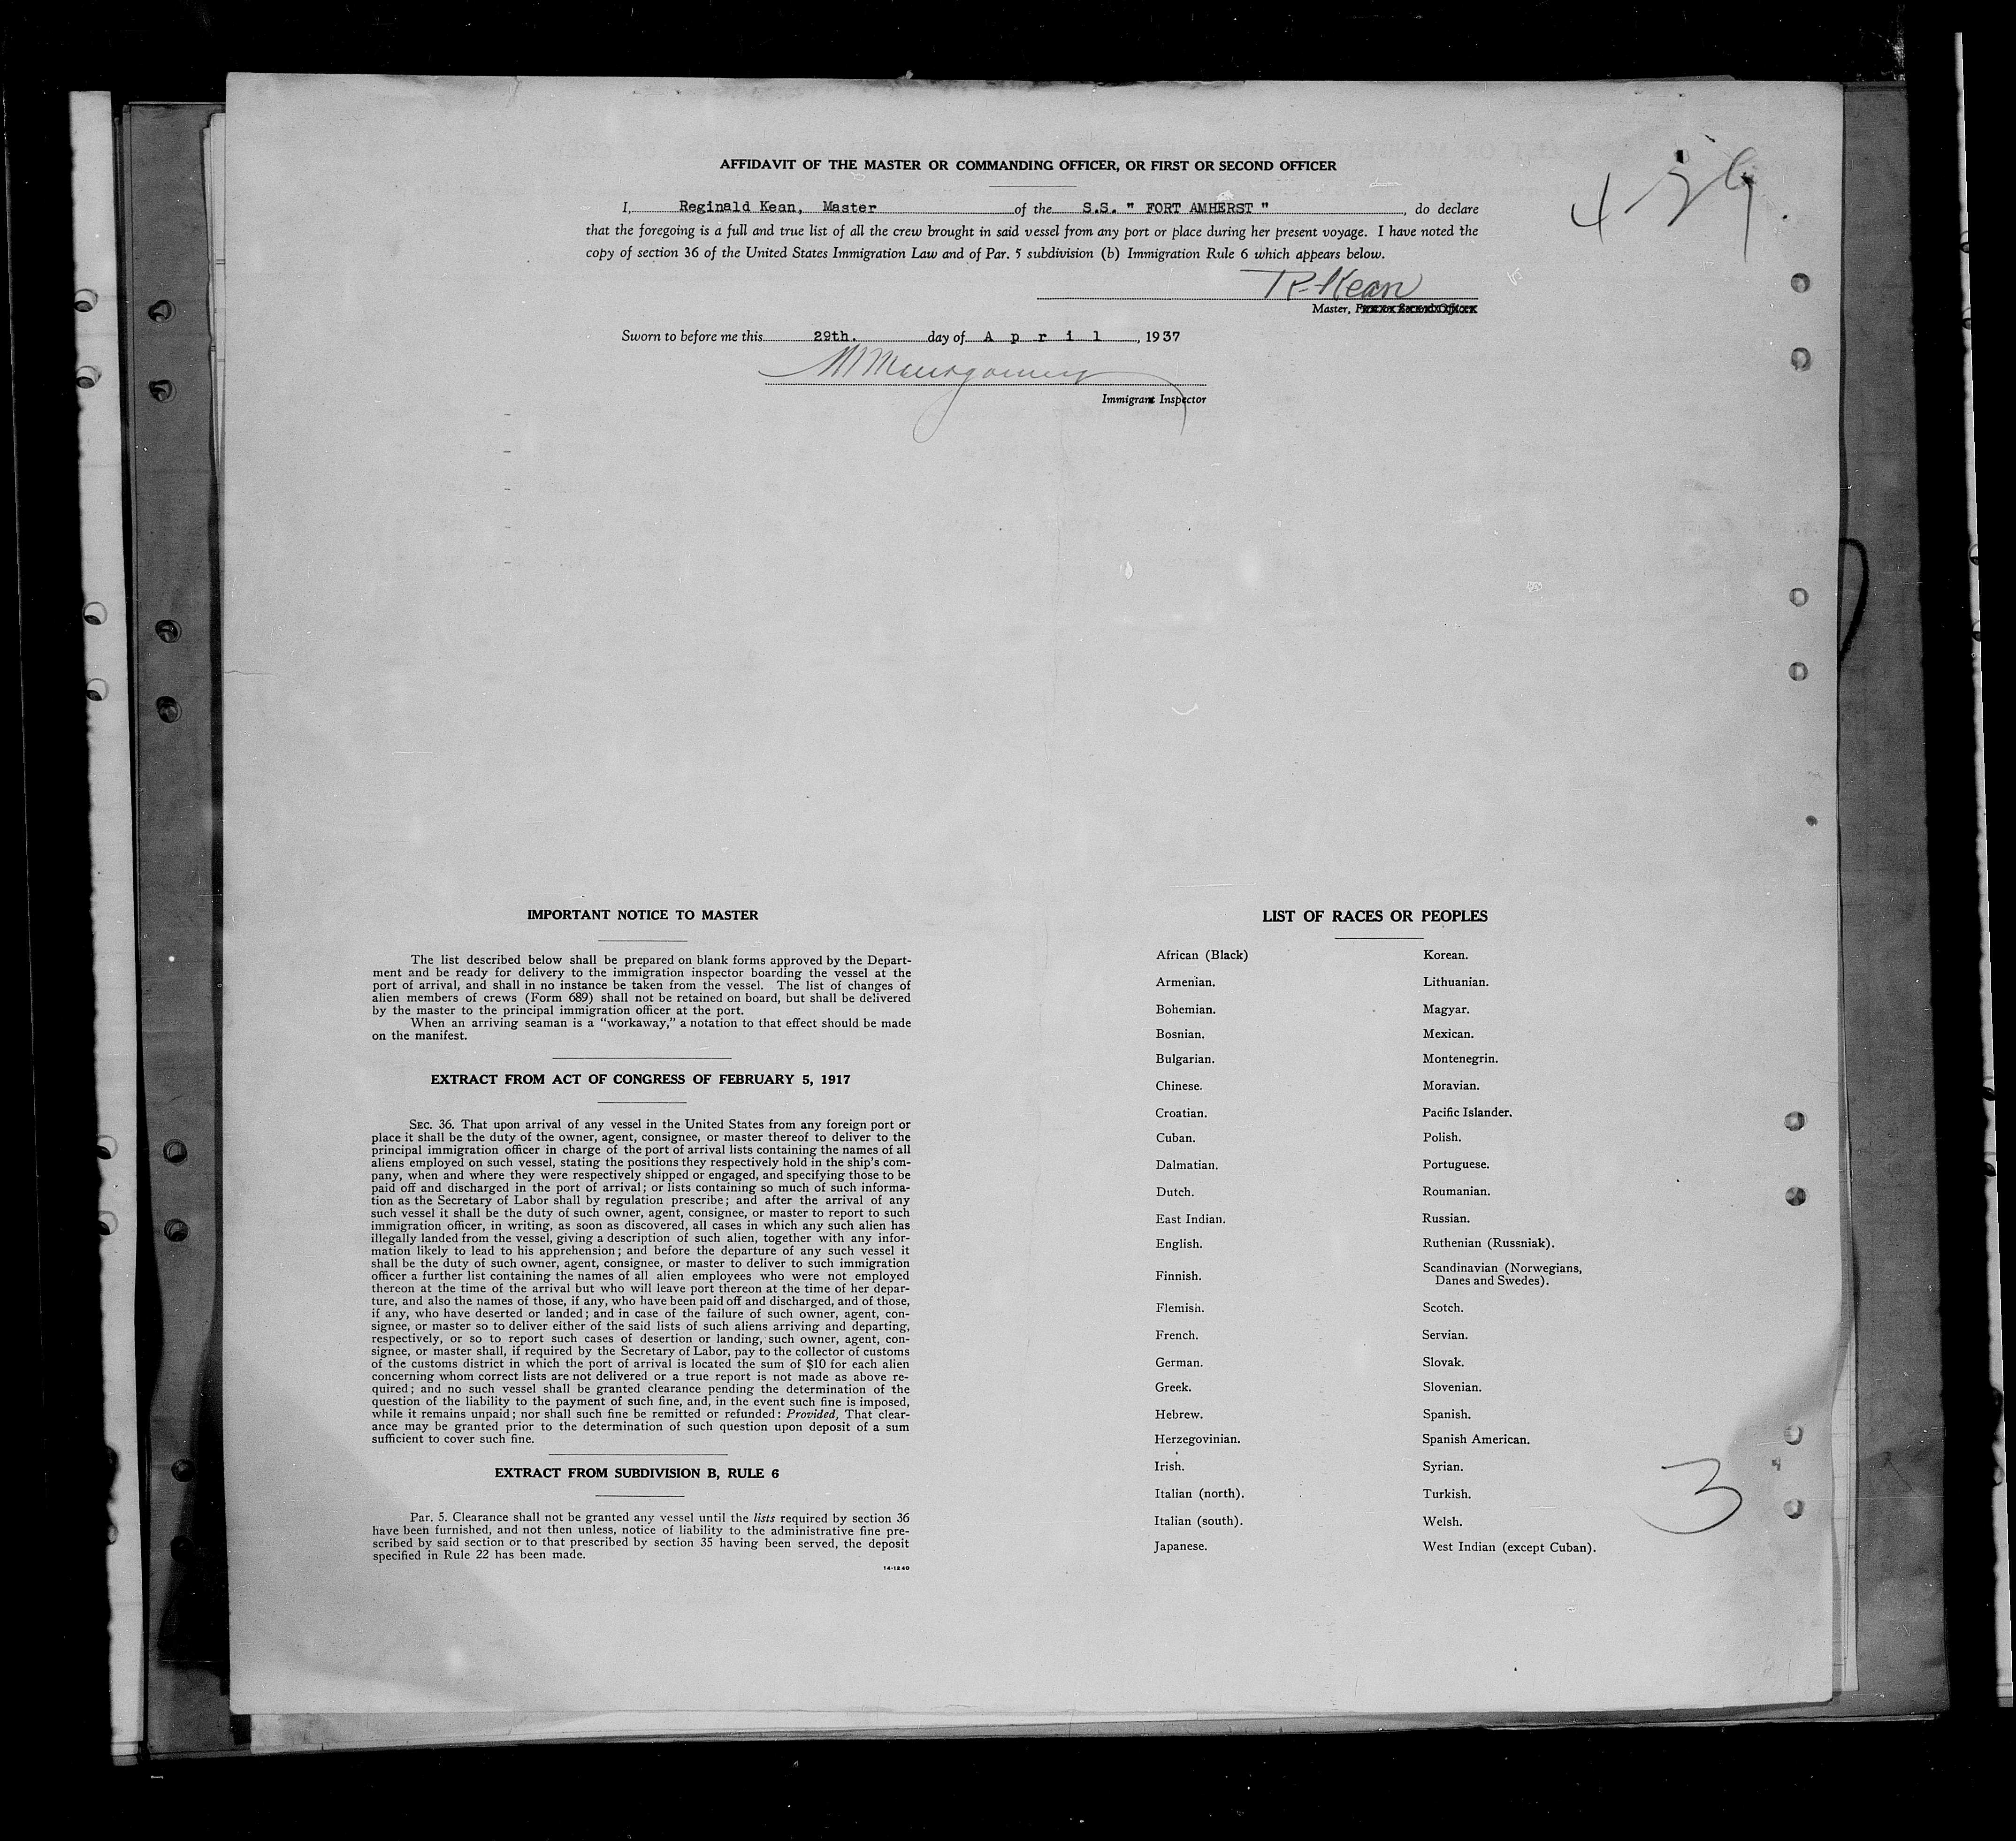 AFFIDAVIT OF THE MASTER OR COMMANDING OFFICER, OR FIRST OR SECOND OFFICER
I, Reginald Kean, Master of the S.S. " FORT AMHERST ", do declare
that the foregoing is a full and true list of all the crew brought in said vessel from any port or place during her present voyage. I have noted the
copy of section 36 of the United States Immigration Law and of Par. 5 subdivision (b) Immigration Rule 6 which appears below.
R. Kean
Master,
Sworn to before me this 29th. day of A p r i l, 1937
Montgomery
Immigrant Inspector
IMPORTANT NOTICE TO MASTER
The list described below shall be prepared on blank forms approved by the Depart-
ment and be ready for delivery to the immigration inspector boarding the vessel at the
port of arrival, and shall in no instance be taken from the vessel. The list of changes of
alien members of crews (Form 689) shall not be retained on board, but shall be delivered
by the master to the principal immigration officer at the port.
When an arriving seaman is a "workaway," a notation to that effect should be made
on the manifest.
EXTRACT FROM ACT OF CONGRESS OF FEBRUARY 5, 1917
SEC. 36. That upon arrival of any vessel in the United States from any foreign port or
place it shall be the duty of the owner, agent, consignee, or master thereof to deliver to the
principal immigration officer in charge of the port of arrival lists containing the names of all
aliens employed on such vessel, stating the positions they respectively hold in the ship's com-
pany, when and where they were respectively shipped or engaged, and specifying those to be
paid off and discharged in the port of arrival; or lists containing so much of such informa-
tion as the Secretary of Labor shall by regulation prescribe; and after the arrival of any
such vessel it shall be the duty of such owner, agent, consignee, or master to report to such
immigration officer, in writing, as soon as discovered, all cases in which any such alien has
illegally landed from the vessel, giving a description of such alien, together with any infor-
mation likely to lead to his apprehension; and before the departure of any such vessel it
shall be the duty of such owner, agent, consignee, or master to deliver to such immigration
officer a further list containing the names of all alien employees who were not employed
thereon at the time of the arrival but who will leave port thereon at the time of her depar-
ture, and also the names of those, if any, who have been paid off and discharged, and of those,
if any, who have deserted or landed; and in case of the failure of such owner, agent, con-
signee, or master so to deliver either of the said lists of such aliens arriving and departing,
respectively, or so to report such cases of desertion or landing, such owner, agent, con-
signee, or master shall, if required by the Secretary of Labor, pay to the collector of customs
of the customs district in which the port of arrival is located the sum of $10 for each alien
concerning whom correct lists are not delivered or a true report is not made as above re-
quired; and no such vessel shall be granted clearance pending the determination of the
question of the liability to the payment of such fine, and, in the event such fine is imposed,
while it remains unpaid; nor shall such fine be remitted or refunded: Provided, That clear-
ance may be granted prior to the determination of such question upon deposit of a sum
sufficient to cover such fine.
EXTRACT FROM SUBDIVISION B, RULE 6
Par. 5. Clearance shall not be granted any vessel until the lists required by section 36
have been furnished, and not then unless, notice of liability to the administrative fine pre-
scribed by said section or to that prescribed by section 35 having been served, the deposit
specified in Rule 22 has been made.
14-1240
LIST OF RACES OR PEOPLES
African (Black)
Armenian.
Bohemian.
Bosnian.
Bulgarian.
Chinese.
Croatian.
Cuban.
Dalmatian.
Dutch.
East Indian.
English.
Finnish.
Flemish.
French.
German.
Greek.
Hebrew.
Herzegovinian.
Irish.
Italian (north).
Italian (south).
Japanese.
Korean.
Lithuanian.
Magyar.
Mexican.
Montenegrin.
Moravian.
Pacific Islander.
Polish.
Portuguese.
Roumanian.
Russian.
Ruthenian (Russniak).
Scandinavian (Norwegians,
Danes and Swedes).
Scotch.
Servian.
Slovak.
Slovenian.
Spanish.
Spanish American.
Syrian.
Turkish.
Welsh.
West Indian (except Cuban).
3